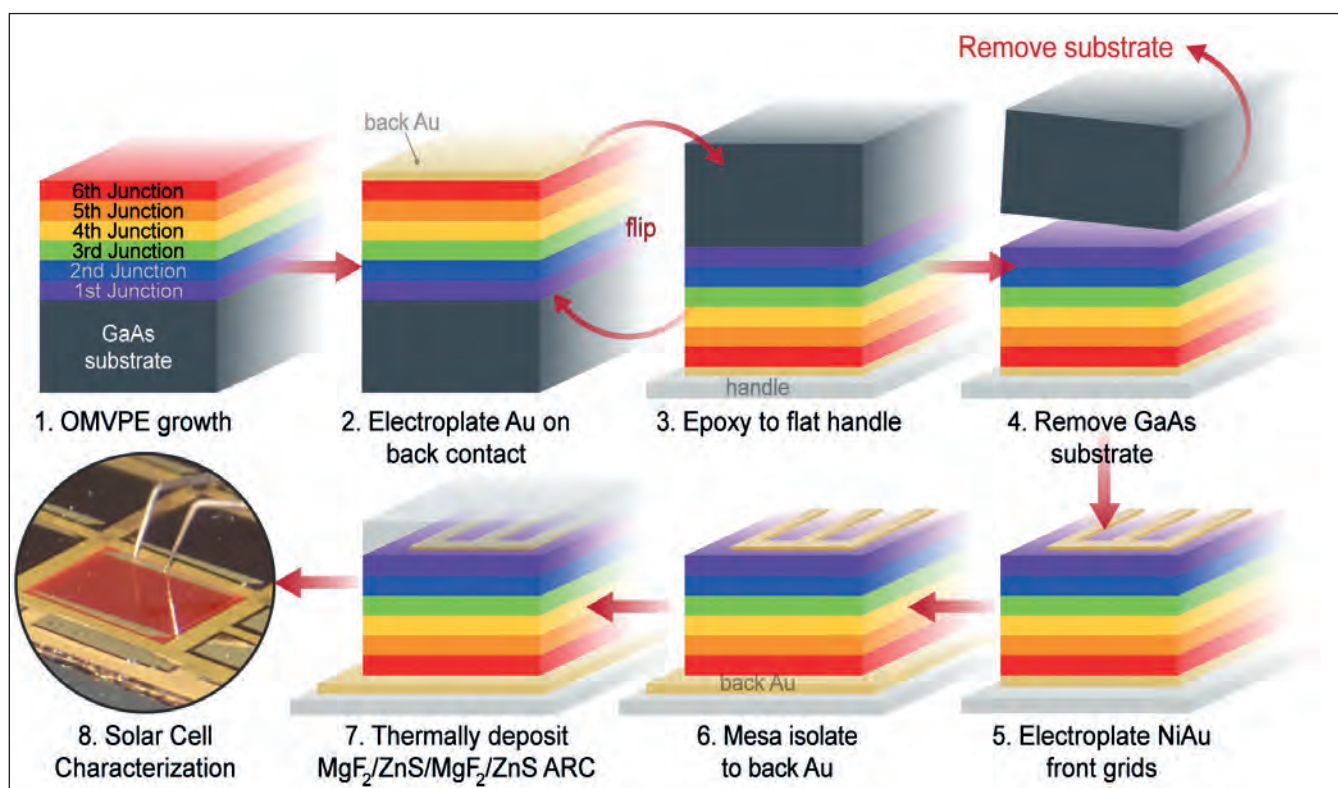 Remove substrate
back Au
6th Junction
5th Junction
4th Junction
3rd Junction
2nd Junction
1st Junction
GaAs
substrate
flip
handle
1. OMVPE growth
2. Electroplate Au on
back contact
3. Epoxy to flat handle
4. Remove GaAs
substrate
back Au
8. Solar Cell
Characterization
7. Thermally deposit
MgF₂/ZnS/MgF₂/ZnS ARC
6. Mesa isolate
to back Au
5. Electroplate NiAu
front grids